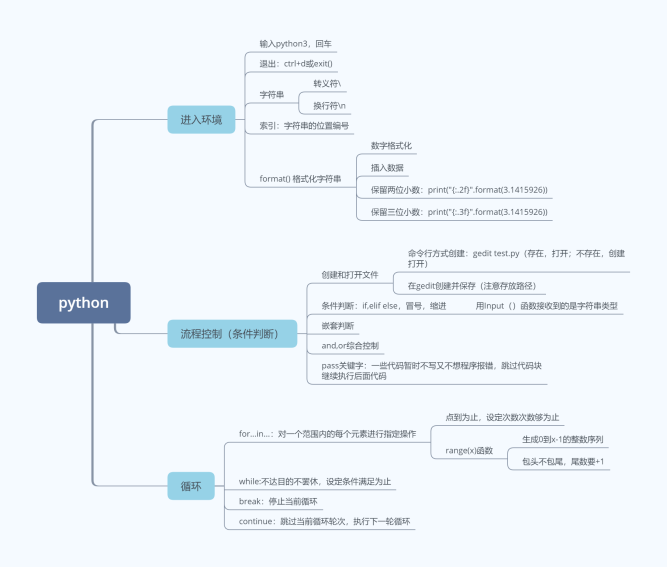 python
进入环境
输入python3，回车
退出：ctrl+d或exit()
字符串
转义符\
换行符\n
索引：字符串的位置编号
format() 格式化字符串
数字格式化
插入数据
保留两位小数：print("{:.2f}".format(3.1415926))
保留三位小数：print("{:.3f}".format(3.1415926))
流程控制（条件判断）
创建和打开文件
命令行方式创建：gedit test.py（存在，打开；不存在，创建
打开）
在gedit创建并保存（注意存放路径）
条件判断：if,elif else，冒号，缩进 用Input（）函数接收到的是字符串类型
嵌套判断
and,or综合控制
pass关键字：一些代码暂时不写又不想程序报错，跳过代码块
继续执行后面代码
循环
for...in...：对一个范围内的每个元素进行指定操作
点到为止，设定次数次数够为止
range(x)函数
生成0到x-1的整数序列
包头不包尾，尾数要+1
while:不达目的不罢休，设定条件满足为止
break：停止当前循环
continue：跳过当前循环轮次，执行下一轮循环